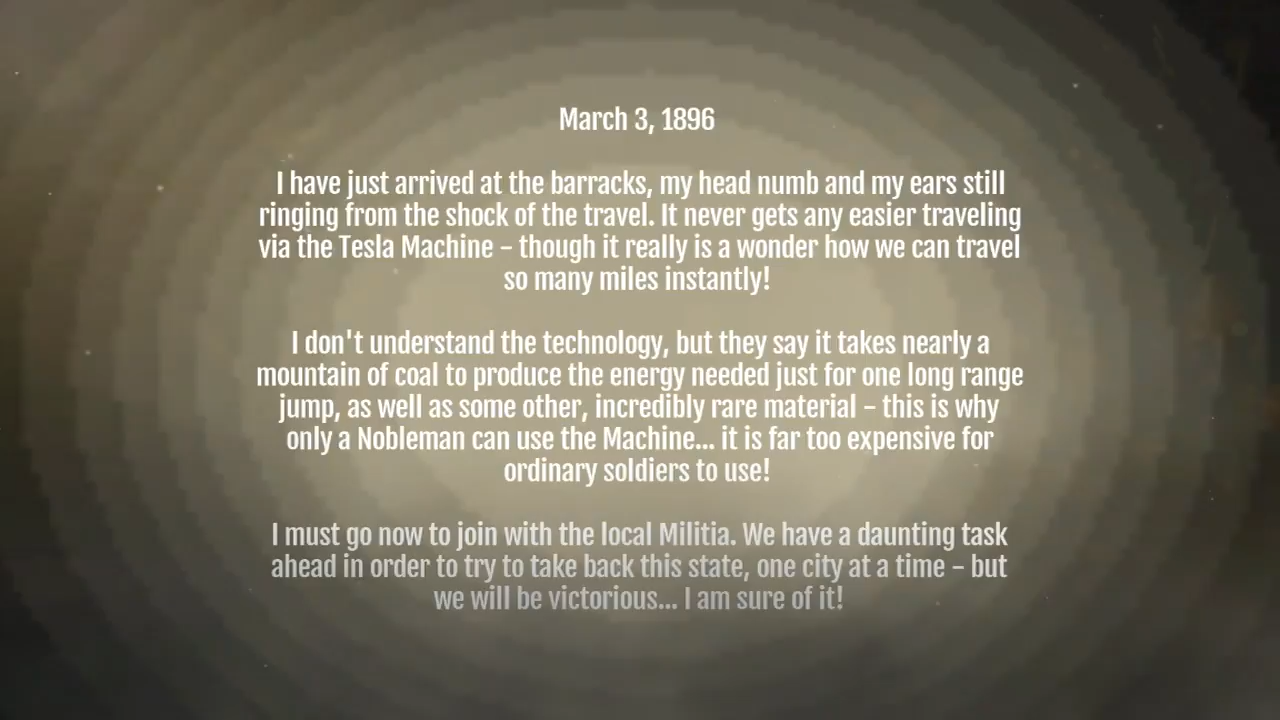 March 3, 1896
I have just arrived at the barracks, my head numb and my ears still
ringing from the shock of the travel. It never gets any easier traveling
via the Tesla Machine – though it really is a wonder how we can travel
so many miles instantly!
I don't understand the technology, but they say it takes nearly a
mountain of coal to produce the energy needed just for one long range
jump, as well as some other, incredibly rare material – this is why
only a Nobleman can use the Machine... it is far too expensive for
ordinary soldiers to use!
I must go now to join with the local Militia. We have a daunting task
ahead in order to try to take back this state, one city at a time – but
we will be victorious... I am sure of it!